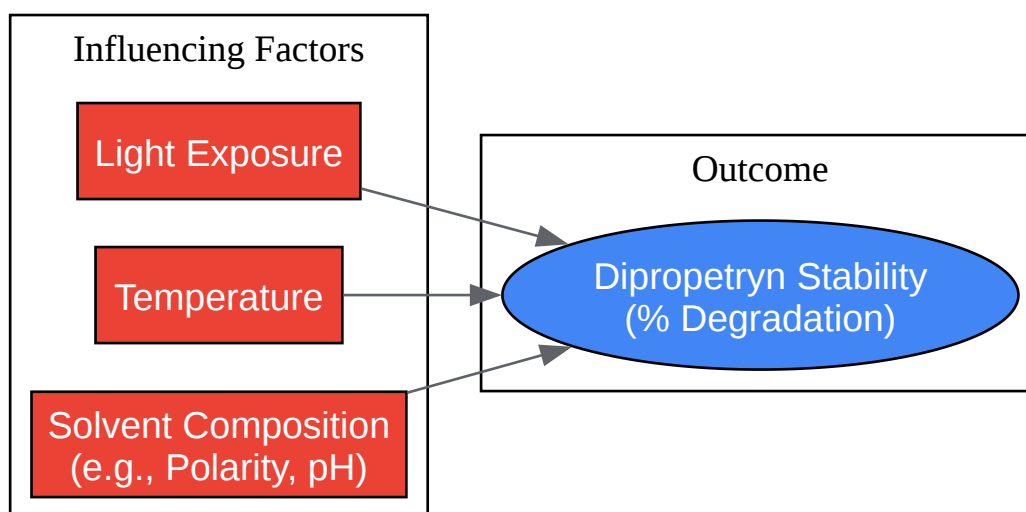 Influencing Factors
Light Exposure
Temperature
Solvent Composition
(e.g., Polarity, pH)
Outcome
Dipropetryn Stability
(% Degradation)